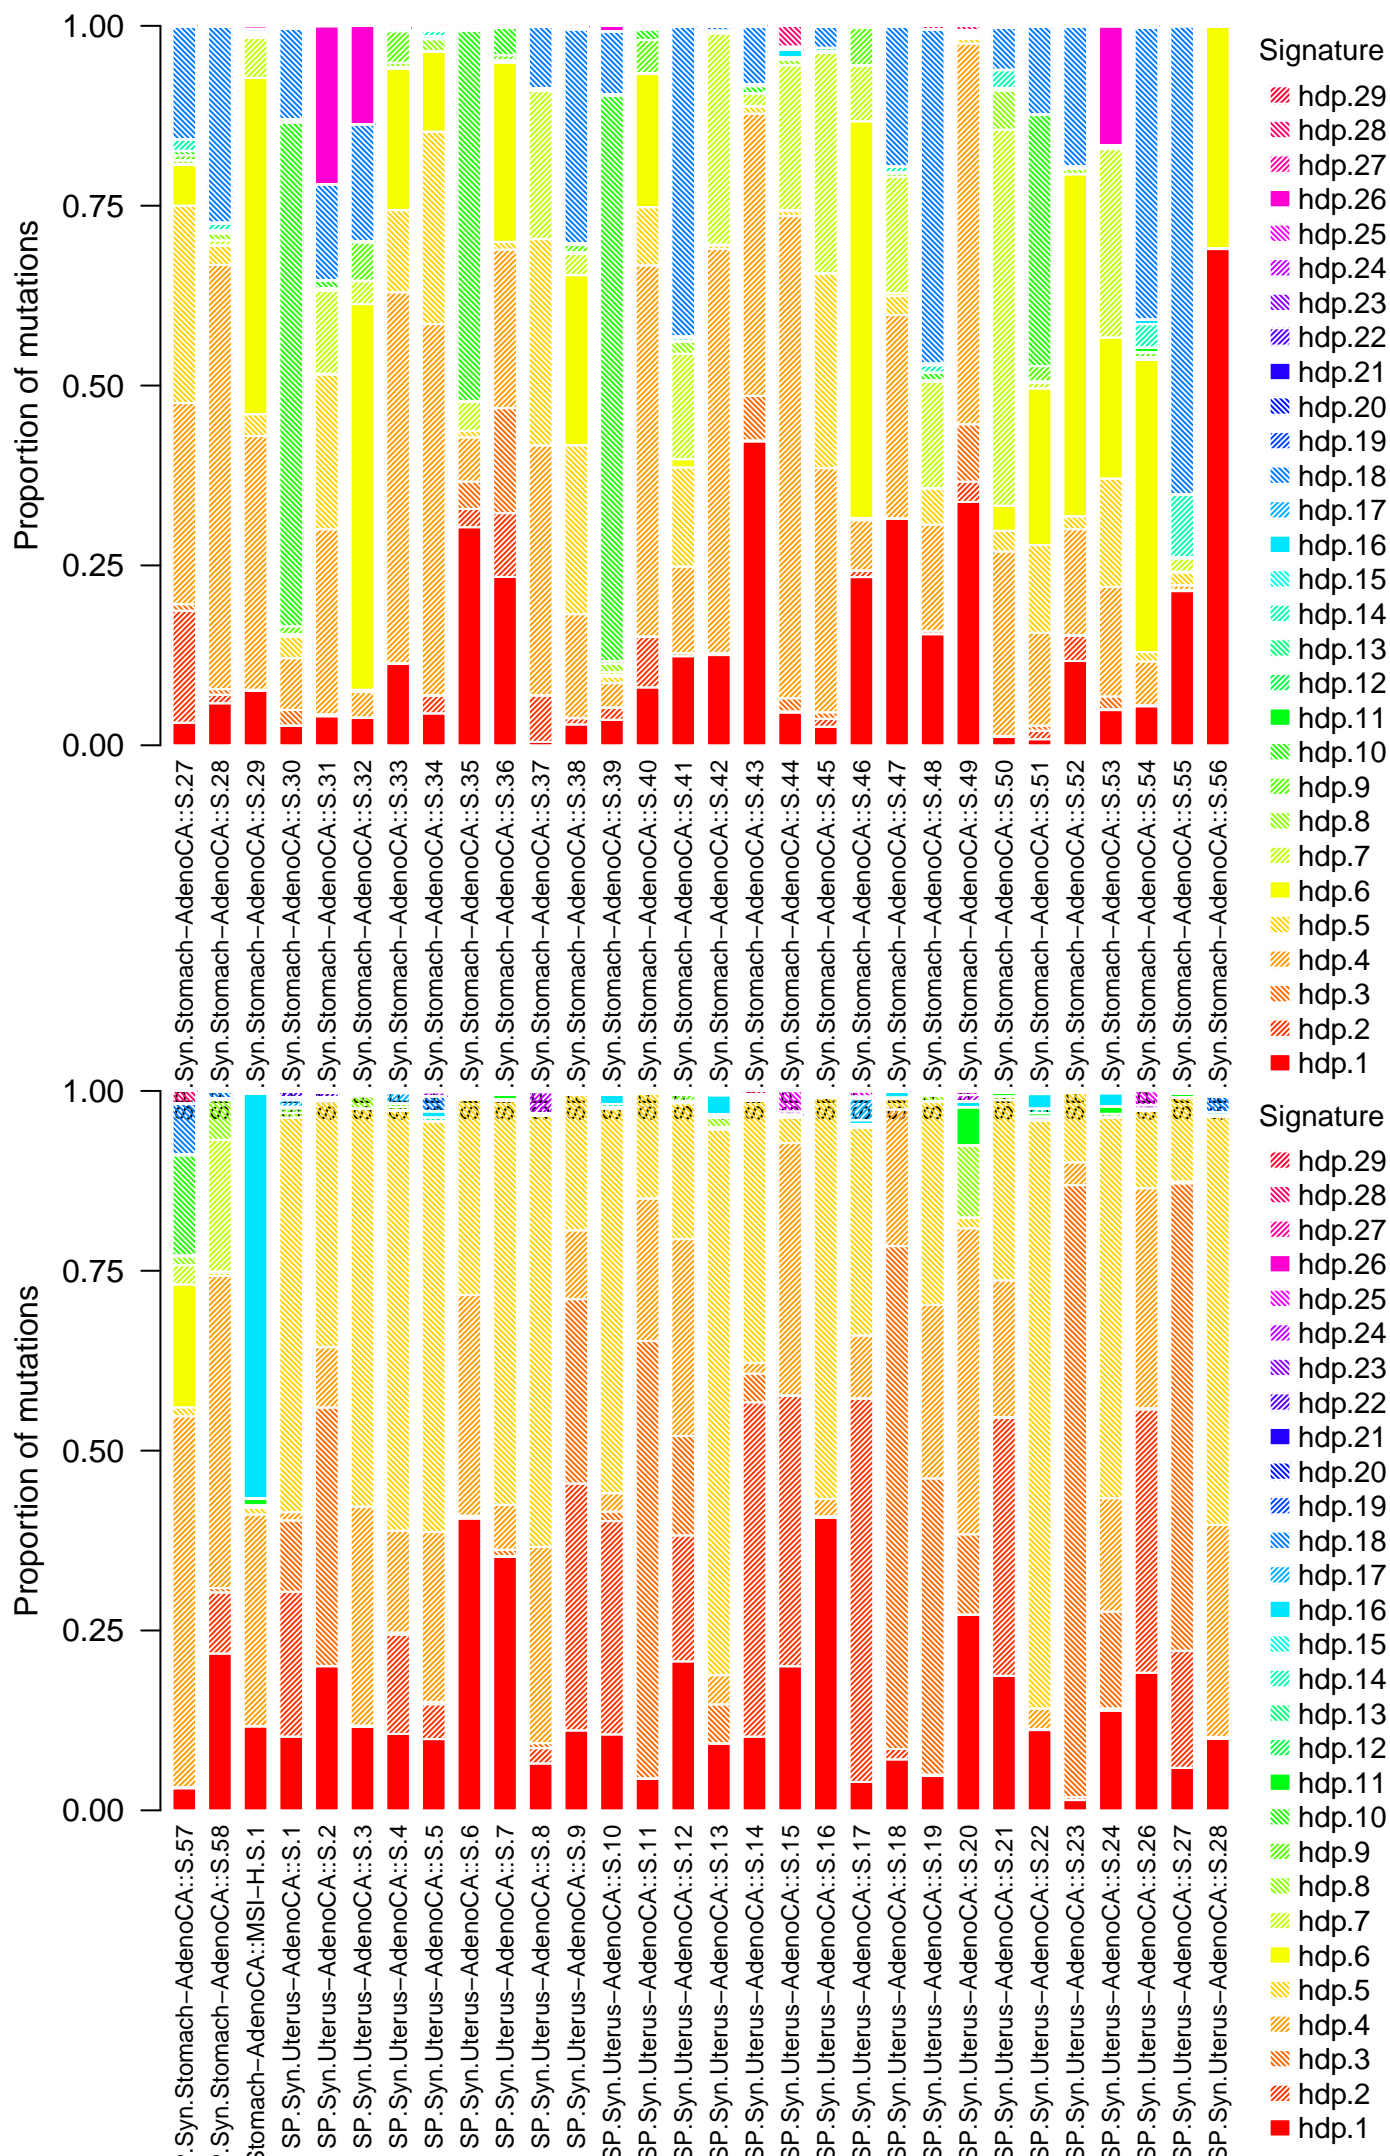 Proportion of mutations
1.00
0.75
0.50
0.25
0.00
.Syn.Stomach−AdenoCA::S.27
.Syn.Stomach−AdenoCA::S.28
.Syn.Stomach−AdenoCA::S.29
.Syn.Stomach−AdenoCA::S.30
.Syn.Stomach−AdenoCA::S.31
.Syn.Stomach−AdenoCA::S.32
.Syn.Stomach−AdenoCA::S.33
.Syn.Stomach−AdenoCA::S.34
.Syn.Stomach−AdenoCA::S.35
.Syn.Stomach−AdenoCA::S.36
.Syn.Stomach−AdenoCA::S.37
.Syn.Stomach−AdenoCA::S.38
.Syn.Stomach−AdenoCA::S.39
.Syn.Stomach−AdenoCA::S.40
.Syn.Stomach−AdenoCA::S.41
.Syn.Stomach−AdenoCA::S.42
.Syn.Stomach−AdenoCA::S.43
.Syn.Stomach−AdenoCA::S.44
.Syn.Stomach−AdenoCA::S.45
.Syn.Stomach−AdenoCA::S.46
.Syn.Stomach−AdenoCA::S.47
.Syn.Stomach−AdenoCA::S.48
.Syn.Stomach−AdenoCA::S.49
.Syn.Stomach−AdenoCA::S.50
.Syn.Stomach−AdenoCA::S.51
.Syn.Stomach−AdenoCA::S.52
.Syn.Stomach−AdenoCA::S.53
.Syn.Stomach−AdenoCA::S.54
.Syn.Stomach−AdenoCA::S.55
.Syn.Stomach−AdenoCA::S.56
Signature
hdp.29
hdp.28
hdp.27
hdp.26
hdp.25
hdp.24
hdp.23
hdp.22
hdp.21
hdp.20
hdp.19
hdp.18
hdp.17
hdp.16
hdp.15
hdp.14
hdp.13
hdp.12
hdp.11
hdp.10
hdp.9
hdp.8
hdp.7
hdp.6
hdp.5
hdp.4
hdp.3
hdp.2
hdp.1
Proportion of mutations
1.00
0.75
0.50
0.25
0.00
.Syn.Stomach−AdenoCA::S.57
.Syn.Stomach−AdenoCA::S.58
Stomach−AdenoCA::MSI−H.S.1
SP.Syn.Uterus−AdenoCA::S.1
SP.Syn.Uterus−AdenoCA::S.2
SP.Syn.Uterus−AdenoCA::S.3
SP.Syn.Uterus−AdenoCA::S.4
SP.Syn.Uterus−AdenoCA::S.5
SP.Syn.Uterus−AdenoCA::S.6
SP.Syn.Uterus−AdenoCA::S.7
SP.Syn.Uterus−AdenoCA::S.8
SP.Syn.Uterus−AdenoCA::S.9
SP.Syn.Uterus−AdenoCA::S.10
SP.Syn.Uterus−AdenoCA::S.11
SP.Syn.Uterus−AdenoCA::S.12
SP.Syn.Uterus−AdenoCA::S.13
SP.Syn.Uterus−AdenoCA::S.14
SP.Syn.Uterus−AdenoCA::S.15
SP.Syn.Uterus−AdenoCA::S.16
SP.Syn.Uterus−AdenoCA::S.17
SP.Syn.Uterus−AdenoCA::S.18
SP.Syn.Uterus−AdenoCA::S.19
SP.Syn.Uterus−AdenoCA::S.20
SP.Syn.Uterus−AdenoCA::S.21
SP.Syn.Uterus−AdenoCA::S.22
SP.Syn.Uterus−AdenoCA::S.23
SP.Syn.Uterus−AdenoCA::S.24
SP.Syn.Uterus−AdenoCA::S.26
SP.Syn.Uterus−AdenoCA::S.27
SP.Syn.Uterus−AdenoCA::S.28
Signature
hdp.29
hdp.28
hdp.27
hdp.26
hdp.25
hdp.24
hdp.23
hdp.22
hdp.21
hdp.20
hdp.19
hdp.18
hdp.17
hdp.16
hdp.15
hdp.14
hdp.13
hdp.12
hdp.11
hdp.10
hdp.9
hdp.8
hdp.7
hdp.6
hdp.5
hdp.4
hdp.3
hdp.2
hdp.1